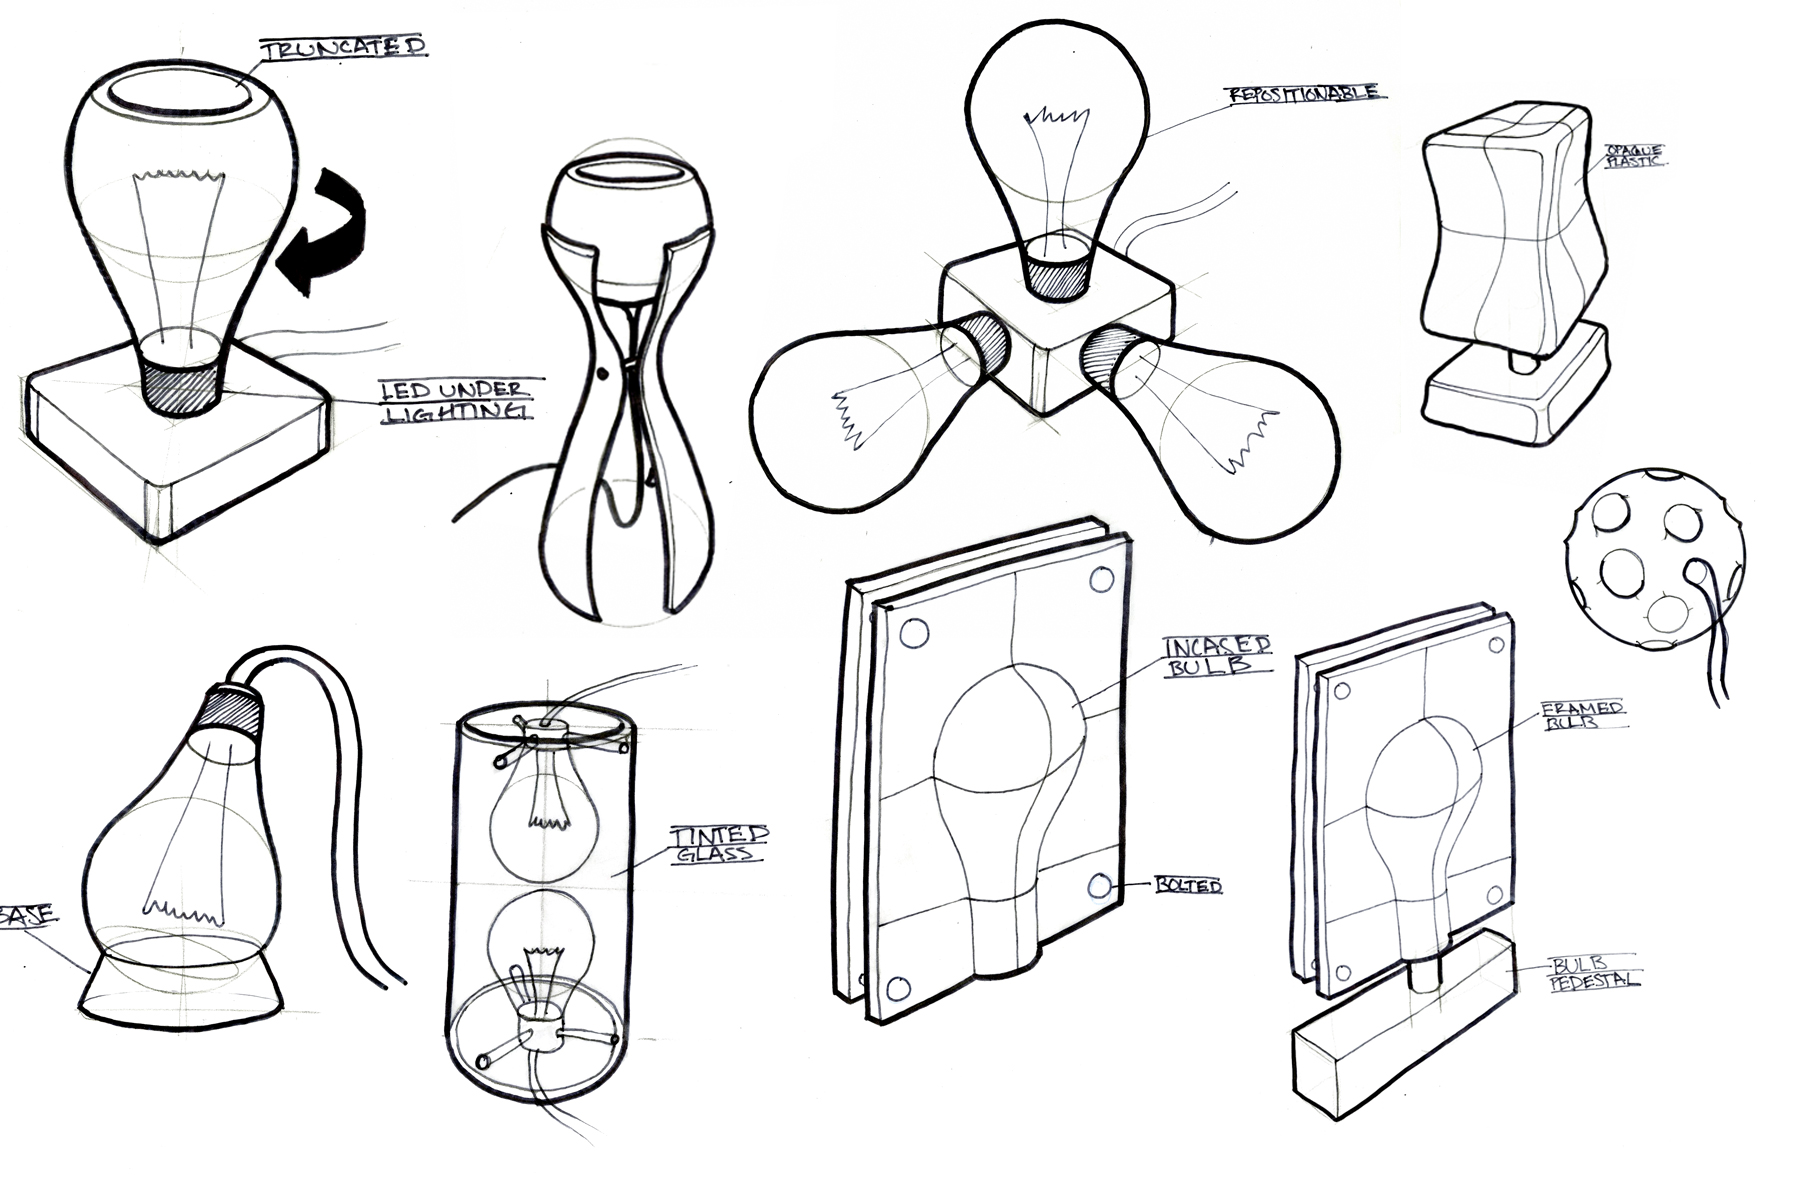 TRUNCATED
REPOSITIONABLE
OPAQUE
PLASTIC.
LED UNDER
LIGHTING
INCASED
BULB
FRAMED
BULB
TINTED
GLASS
BOLTED
BASE
BULB
PEDESTAL